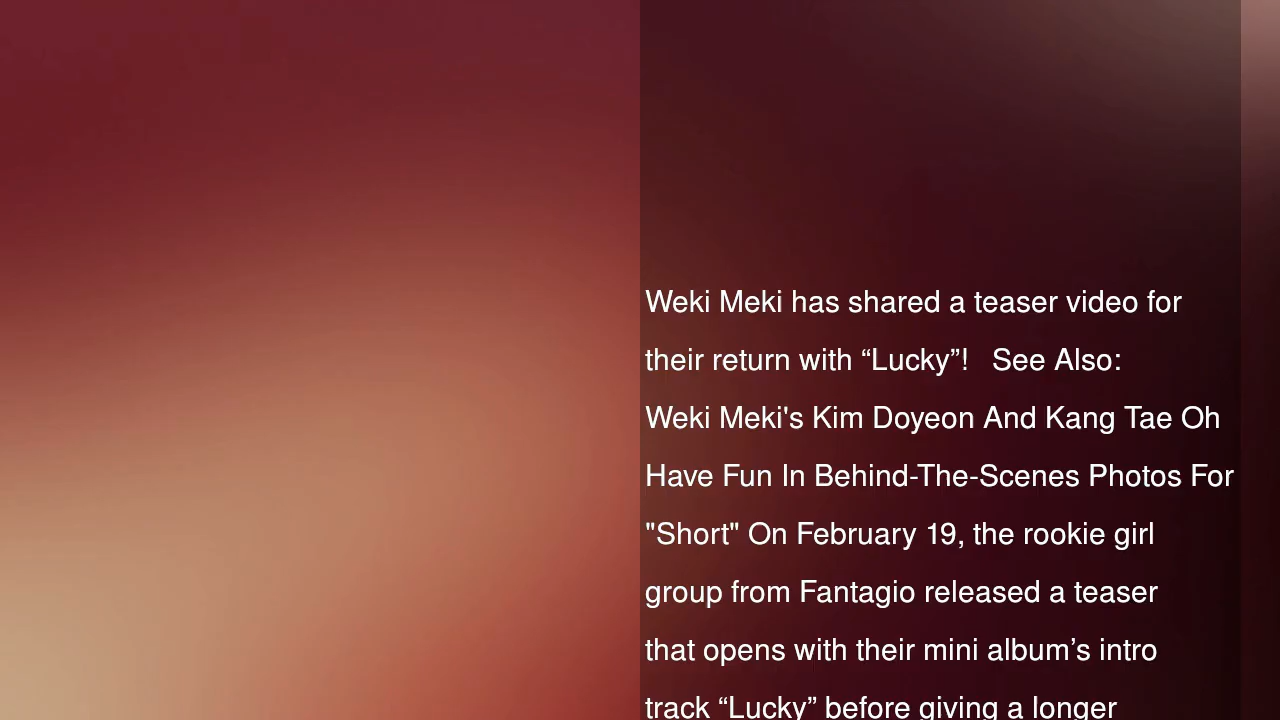 Weki Meki has shared a teaser video for
their return with “Lucky”!   See Also:
Weki Meki's Kim Doyeon And Kang Tae Oh
Have Fun In Behind-The-Scenes Photos For
"Short" On February 19, the rookie girl
group from Fantagio released a teaser
that opens with their mini album’s intro
track “Lucky” before giving a longer